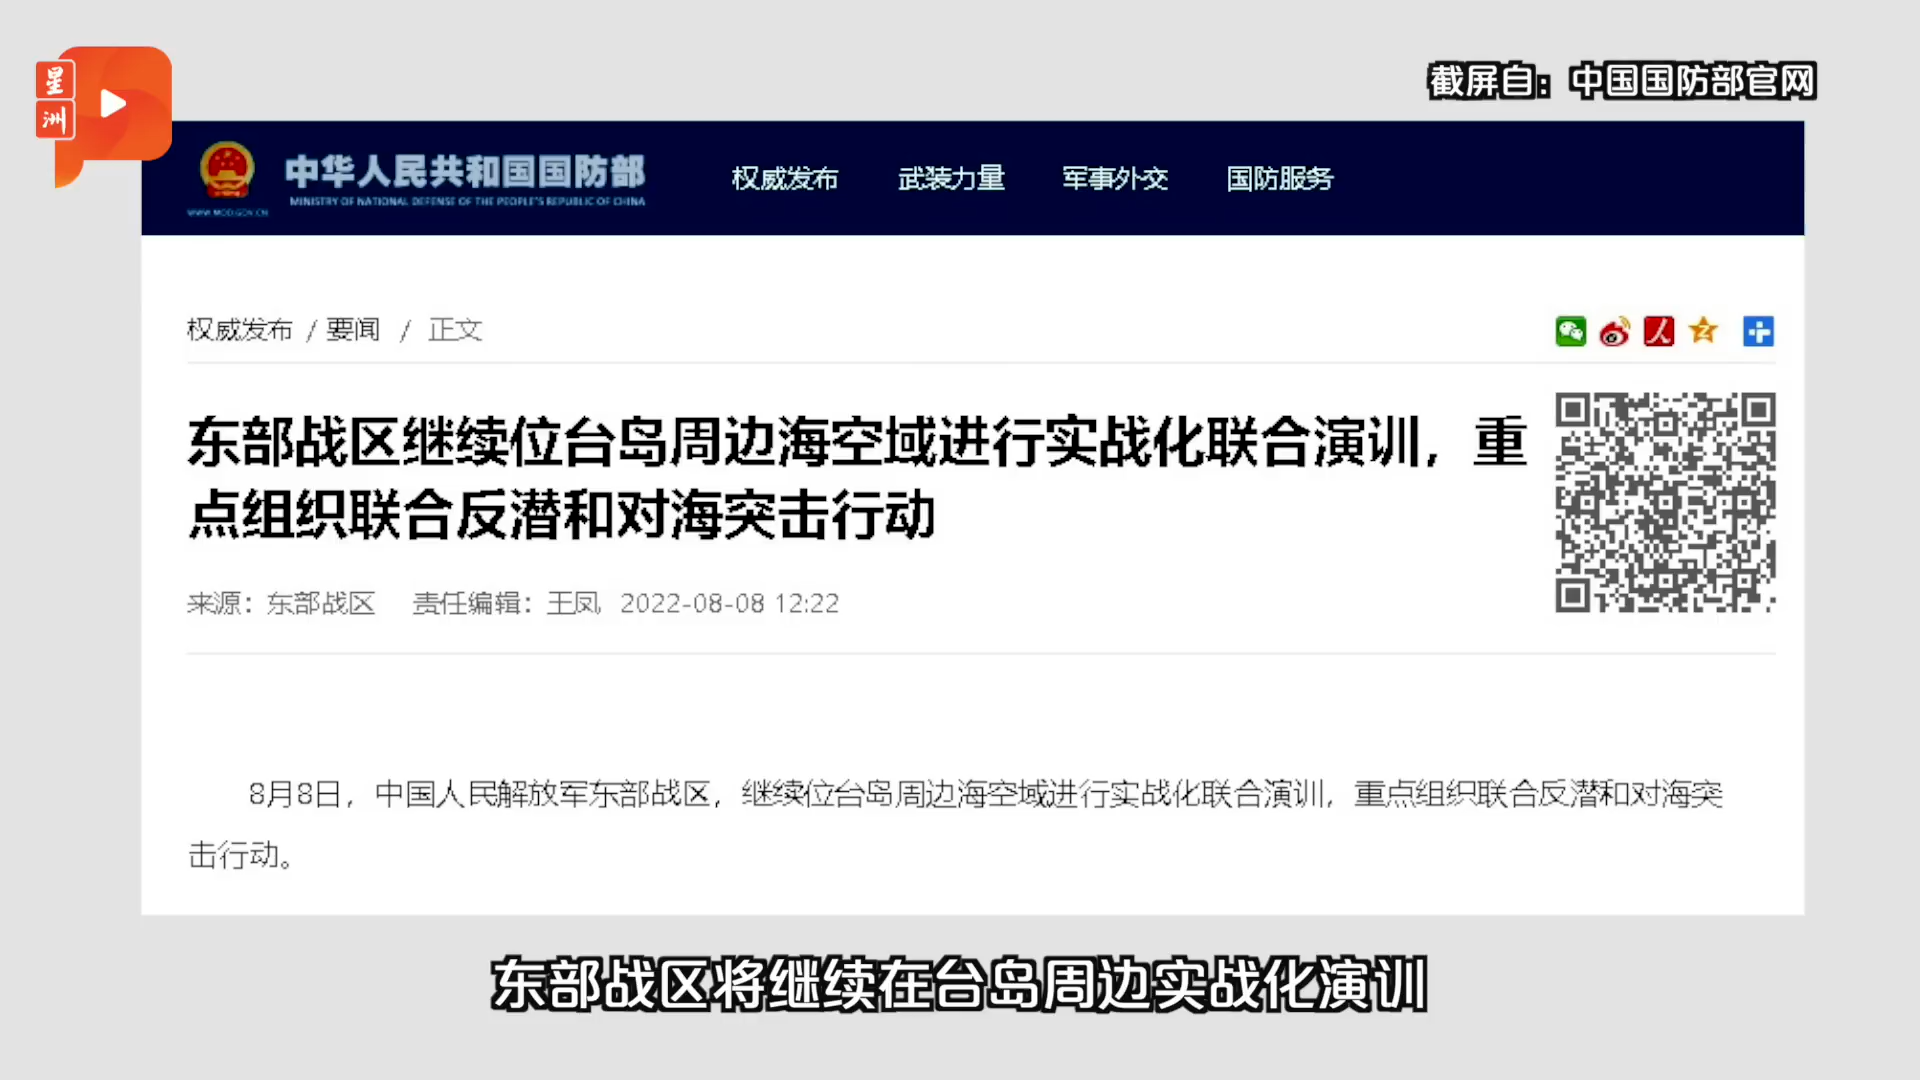 星洲
截屏自：中国国防部官网
中华人民共和国国防部
MINISTRY OF NATIONAL DEFENSE OF THE PEOPLE'S REPUBLIC OF CHINA
WWW.MOD.GOV.CN
权威发布 武装力量 军事外交 国防服务
权威发布 / 要闻 / 正文
东部战区继续位台岛周边海空域进行实战化联合演训，重
点组织联合反潜和对海突击行动
来源：东部战区 责任编辑：王凤 2022-08-08 12:22
8月8日，中国人民解放军东部战区，继续位台岛周边海空域进行实战化联合演训，重点组织联合反潜和对海突
击行动。
东部战区将继续在台岛周边实战化演训